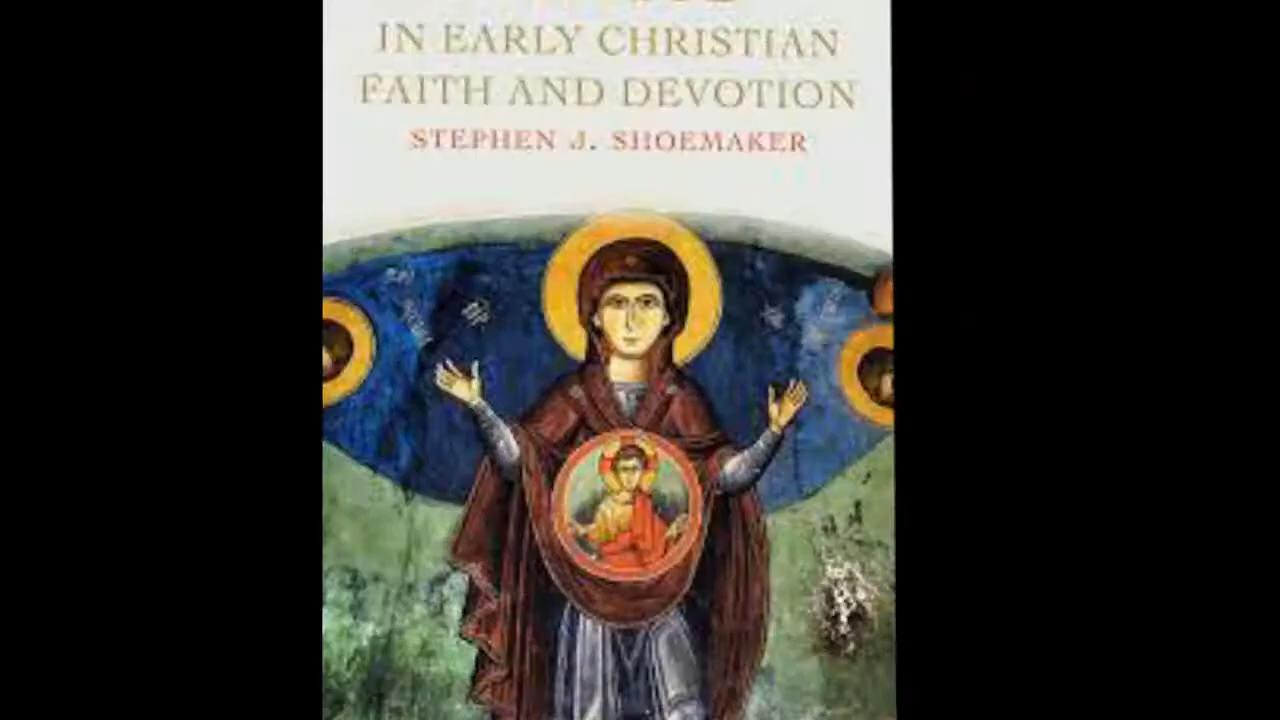 IN EARLY CHRISTIAN
FAITH AND DEVOTION
STEPHEN J. SHOEMAKER